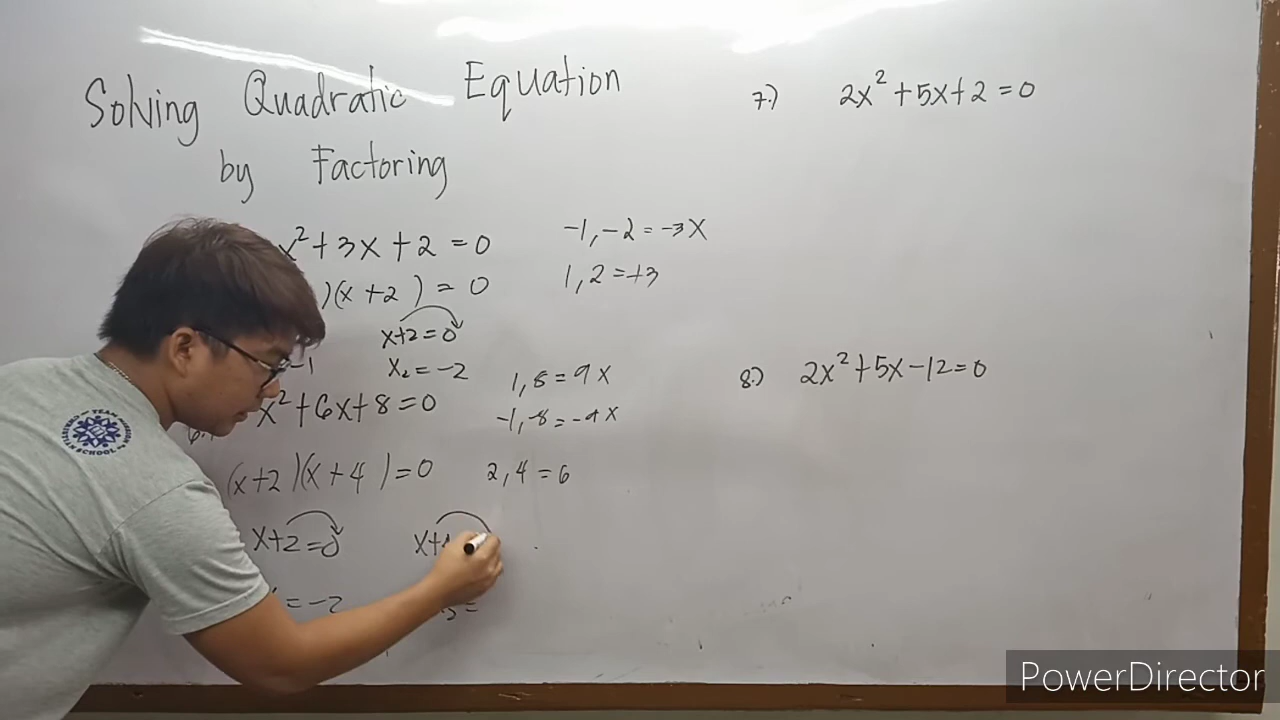 Solving Quadratic Equation
by Factoring
x² + 3x + 2 = 0
)(x + 2) = 0
x+2 = 0
-1
x₂ = -2
-1, -2 = -3x
1, 2 = +3
x² + 6x + 8 = 0
(x+2)(x + 4) = 0
x+2 = 0
= -2
x+
=
1, 8 = 9x
-1, -8 = -9x
2, 4 = 6
7.) 2x² + 5x + 2 = 0
8.) 2x² + 5x - 12 = 0
PowerDirector